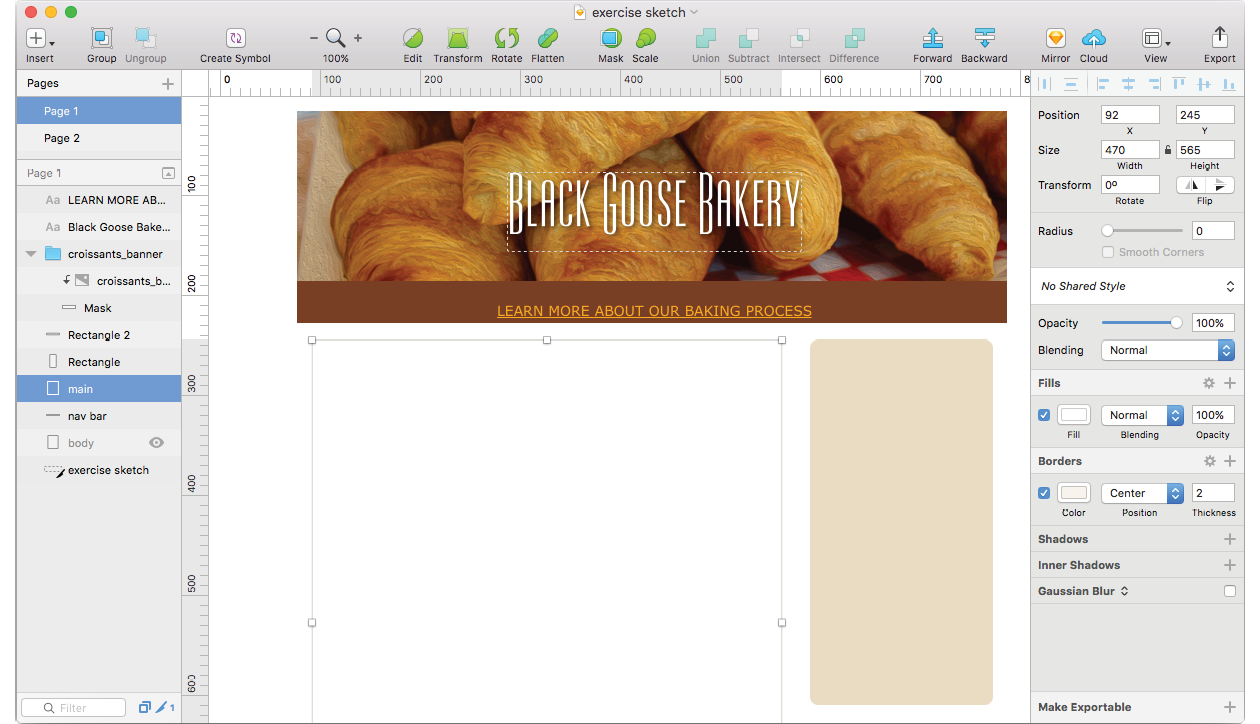 exercise sketch
Insert
Group
Ungroup
Create Symbol
100%
Edit
Transform
Rotate
Flatten
Mask
Scale
Union
Subtract
Intersect
Difference
Forward
Backward
Mirror
Cloud
View
Export
Pages
Page 1
Page 2
Page 1
Aa LEARN MORE AB...
Aa Black Goose Bake...
croissants_banner
croissants_b...
Mask
Rectangle 2
Rectangle
main
nav bar
body
exercise sketch
Filter
1
0 100 200 300 400 500 600 700 8
100
200
300
400
500
600
Black Goose Bakery
LEARN MORE ABOUT OUR BAKING PROCESS
Position 92 245
X Y
Size 470 565
Width Height
Transform 0º
Rotate Flip
Radius 0
Smooth Corners
No Shared Style
Opacity 100%
Blending Normal
Fills
Normal 100%
Fill Blending Opacity
Borders
Center 2
Color Position Thickness
Shadows
Inner Shadows
Gaussian Blur
Make Exportable